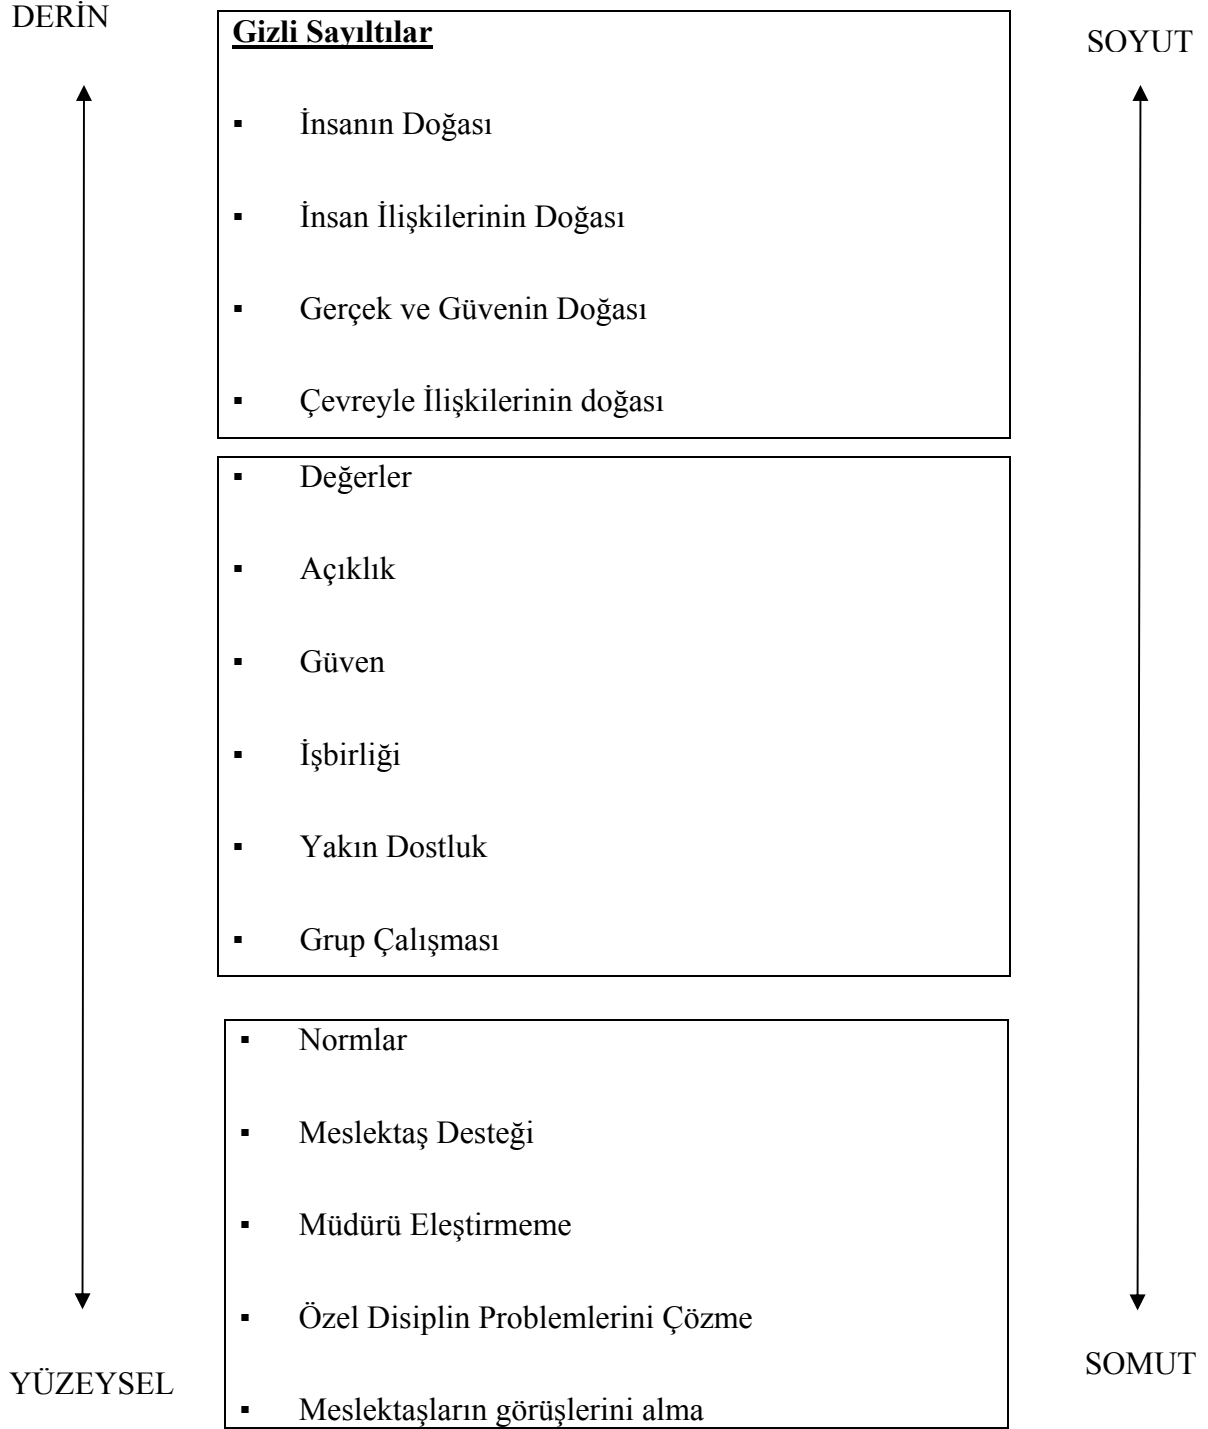 DERİN
Gizli Sayıltılar
SOYUT
▪ İnsanın Doğası
▪ İnsan İlişkilerinin Doğası
▪ Gerçek ve Güvenin Doğası
▪ Çevreyle İlişkilerinin doğası
▪ Değerler
▪ Açıklık
▪ Güven
▪ İşbirliği
▪ Yakın Dostluk
▪ Grup Çalışması
▪ Normlar
▪ Meslektaş Desteği
▪ Müdürü Eleştirmeme
▪ Özel Disiplin Problemlerini Çözme
▪ Meslektaşların görüşlerini alma
YÜZEYSEL
SOMUT